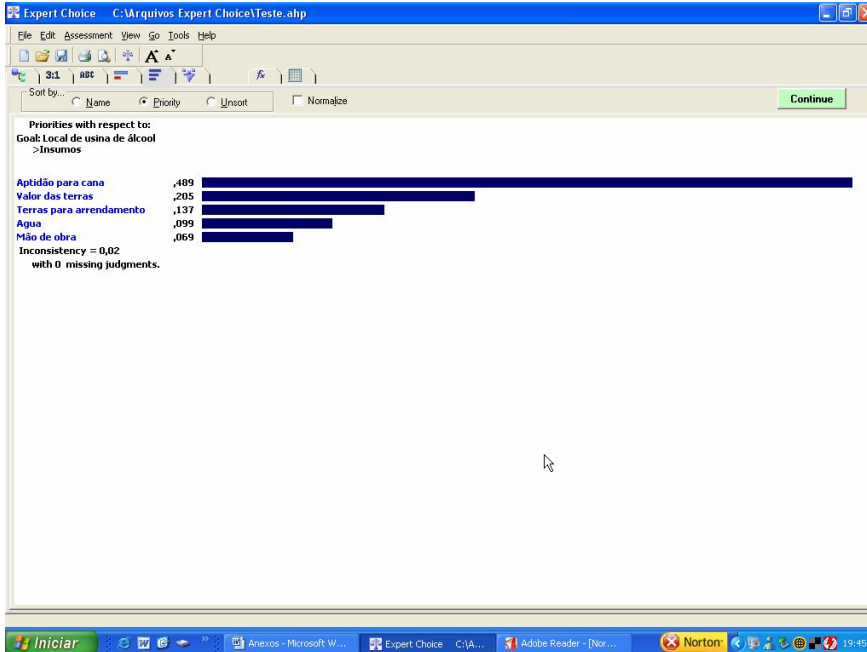 Expert Choice C:\Arquivos Expert Choice\Teste.ahp
File Edit Assessment View Go Tools Help
A A
3:1 ABC fx
Sort by... Name Priority Unsort Normalize Continue
Priorities with respect to:
Goal: Local de usina de álcool
>Insumos
Aptidão para cana ,489
Valor das terras ,205
Terras para arrendamento ,137
Agua ,099
Mão de obra ,069
Inconsistency = 0,02
with 0 missing judgments.
Iniciar Anexos - Microsoft W... Expert Choice C:\A... Adobe Reader - [Nor... Norton 19:45